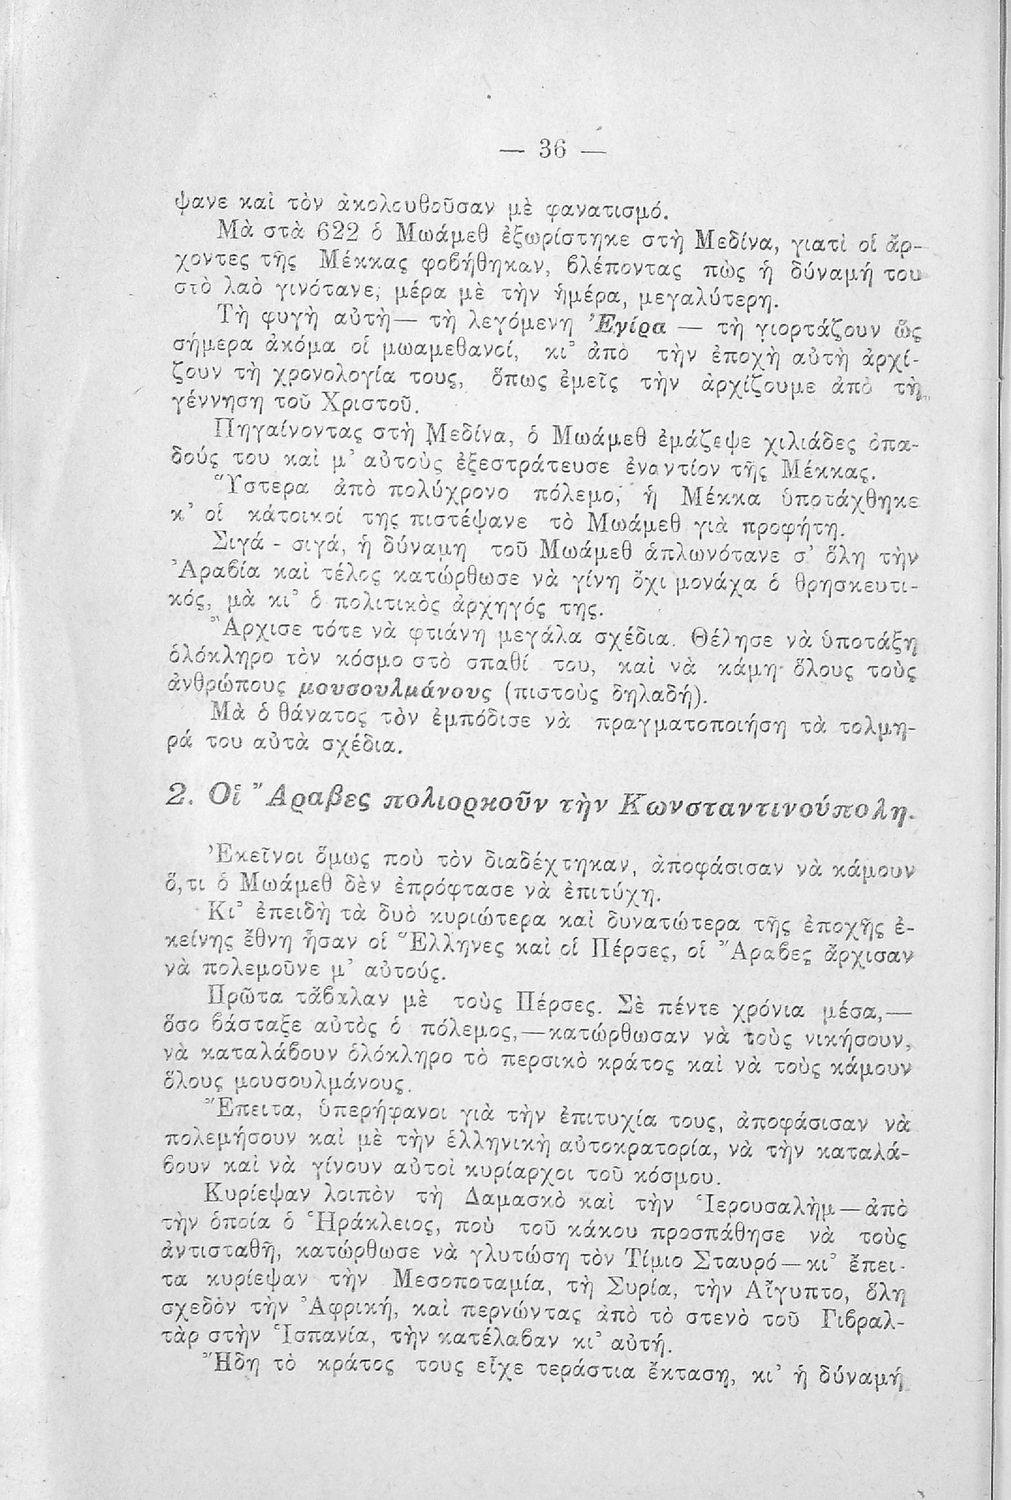 — 36 —
ψανε καὶ τὸν ἀκολουθοῦσαν μὲ φανατισμό.
Μὰ στὰ 622 ὁ Μωάμεθ ἐξωρίστηκε στὴ Μεδίνα, γιατὶ οἱ ἄρ-
χοντες τῆς Μέκκας φοβήθηκαν, βλέποντας πὼς ἡ δύναμή του
στὸ λαὸ γινότανε, μέρα μὲ τὴν ἡμέρα, μεγαλύτερη.
Τὴ φυγὴ αὐτὴ— τὴ λεγόμενη Ἐγίρα — τὴ γιορτάζουν ὣς
σήμερα ἀκόμα οἱ μωαμεθανοί, κι᾿ ἀπὸ τὴν ἐποχὴ αὐτὴ ἀρχί-
ζουν τὴ χρονολογία τους, ὅπως ἐμεῖς τὴν ἀρχίζουμε ἀπὸ τὴ
γέννηση τοῦ Χριστοῦ.
Πηγαίνοντας στὴ Μεδίνα, ὁ Μωάμεθ ἐμάζεψε χιλιάδες ὀπα-
δούς του καὶ μ᾿ αὐτοὺς ἐξεστράτευσε ἐναντίον τῆς Μέκκας.
Ὕστερα ἀπὸ πολύχρονο πόλεμο, ἡ Μέκκα ὑποτάχθηκε
κ᾿ οἱ κάτοικοί της πιστέψανε τὸ Μωάμεθ γιὰ προφήτη.
Σιγά - σιγά, ἡ δύναμη τοῦ Μωάμεθ ἁπλωνότανε σ᾿ ὅλη τὴν
Ἀραβία καὶ τέλος κατώρθωσε νὰ γίνη ὄχι μονάχα ὁ θρησκευτι-
κός, μὰ κι᾿ ὁ πολιτικὸς ἀρχηγός της.
Ἄρχισε τότε νὰ φτιάνη μεγάλα σχέδια. Θέλησε νὰ ὑποτάξη
ὁλόκληρο τὸν κόσμο στὸ σπαθί του, καὶ νὰ κάμη ὅλους τοὺς
ἀνθρώπους μουσουλμάνους (πιστοὺς δηλαδή).
Μὰ ὁ θάνατος τὸν ἐμπόδισε νὰ πραγματοποιήση τὰ τολμη-
ρά του αὐτὰ σχέδια.
2. Οἱ Ἄραβες πολιορκοῦν τὴν Κωνσταντινούπολη.
Ἐκεῖνοι ὅμως ποὺ τὸν διαδέχτηκαν, ἀποφάσισαν νὰ κάμουν
ὅ,τι ὁ Μωάμεθ δὲν ἐπρόφτασε νὰ ἐπιτύχη.
Κι᾿ ἐπειδὴ τὰ δυὸ κυριώτερα καὶ δυνατώτερα τῆς ἐποχῆς ἐ-
κείνης ἔθνη ἦσαν οἱ Ἕλληνες καὶ οἱ Πέρσες, οἱ Ἄραβες ἄρχισαν
νὰ πολεμοῦνε μ᾿ αὐτούς.
Πρῶτα τἄβαλαν μὲ τοὺς Πέρσες. Σὲ πέντε χρόνια μέσα,—
ὅσο βάσταξε αὐτὸς ὁ πόλεμος,—κατώρθωσαν νὰ τοὺς νικήσουν,
νὰ καταλάβουν ὁλόκληρο τὸ περσικὸ κράτος καὶ νὰ τοὺς κάμουν
ὅλους μουσουλμάνους.
Ἔπειτα, ὑπερήφανοι γιὰ τὴν ἐπιτυχία τους, ἀποφάσισαν νὰ
πολεμήσουν καὶ μὲ τὴν ἑλληνικὴ αὐτοκρατορία, νὰ τὴν καταλά-
βουν καὶ νὰ γίνουν αὐτοὶ κυρίαρχοι τοῦ κόσμου.
Κυρίεψαν λοιπὸν τὴ Δαμασκὸ καὶ τὴν Ἱερουσαλὴμ—ἀπὸ
τὴν ὁποία ὁ Ἡράκλειος, ποὺ τοῦ κάκου προσπάθησε νὰ τοὺς
ἀντισταθῆ, κατώρθωσε νὰ γλυτώση τὸν Τίμιο Σταυρό—κι᾿ ἔπει-
τα κυρίεψαν τὴν Μεσοποταμία, τὴ Συρία, τὴν Αἴγυπτο, ὅλη
σχεδὸν τὴν Ἀφρική, καὶ περνώντας ἀπὸ τὸ στενὸ τοῦ Γιβραλ-
τὰρ στὴν Ἱσπανία, τὴν κατέλαβαν κι᾿ αὐτή.
Ἤδη τὸ κράτος τους εἶχε τεράστια ἔκταση, κι᾿ ἡ δύναμή